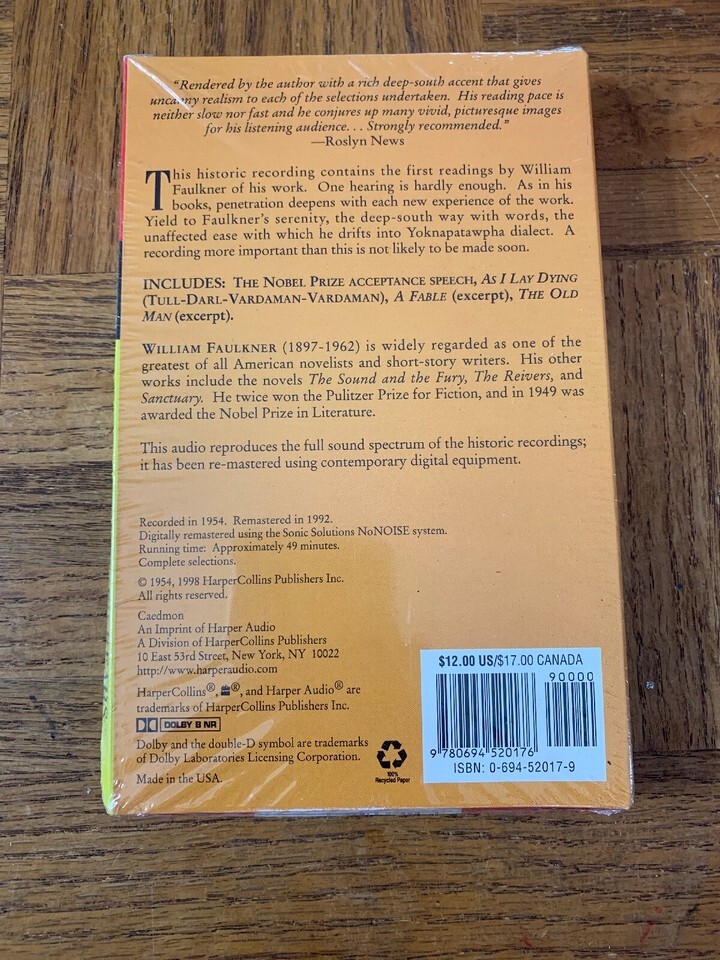 “Rendered by the author with a rich deep-south accent that gives
uncanny realism to each of the selections undertaken. His reading pace is
neither slow nor fast and he conjures up many vivid, picturesque images
for his listening audience. . . Strongly recommended.”
—Roslyn News
This historic recording contains the first readings by William
Faulkner of his work. One hearing is hardly enough. As in his
books, penetration deepens with each new experience of the work.
Yield to Faulkner’s serenity, the deep-south way with words, the
unaffected ease with which he drifts into Yoknapatawpha dialect. A
recording more important than this is not likely to be made soon.
INCLUDES: THE NOBEL PRIZE ACCEPTANCE SPEECH, AS I LAY DYING
(TULL-DARL-VARDAMAN-VARDAMAN), A FABLE (excerpt), THE OLD
MAN (excerpt).
WILLIAM FAULKNER (1897-1962) is widely regarded as one of the
greatest of all American novelists and short-story writers. His other
works include the novels The Sound and the Fury, The Reivers, and
Sanctuary. He twice won the Pulitzer Prize for Fiction, and in 1949 was
awarded the Nobel Prize in Literature.
This audio reproduces the full sound spectrum of the historic recordings;
it has been re-mastered using contemporary digital equipment.
Recorded in 1954. Remastered in 1992.
Digitally remastered using the Sonic Solutions NoNOISE system.
Running time: Approximately 49 minutes.
Complete selections.
© 1954, 1998 HarperCollins Publishers Inc.
All rights reserved.
Caedmon
An Imprint of Harper Audio
A Division of HarperCollins Publishers
10 East 53rd Street, New York, NY 10022
http://www.harperaudio.com
HarperCollins®, ®, and Harper Audio® are
trademarks of HarperCollins Publishers Inc.
DOLBY B NR
Dolby and the double-D symbol are trademarks
of Dolby Laboratories Licensing Corporation.
Made in the USA.
100%
Recycled Paper
$12.00 US/$17.00 CANADA
90000
9 780694 520176
ISBN: 0-694-52017-9